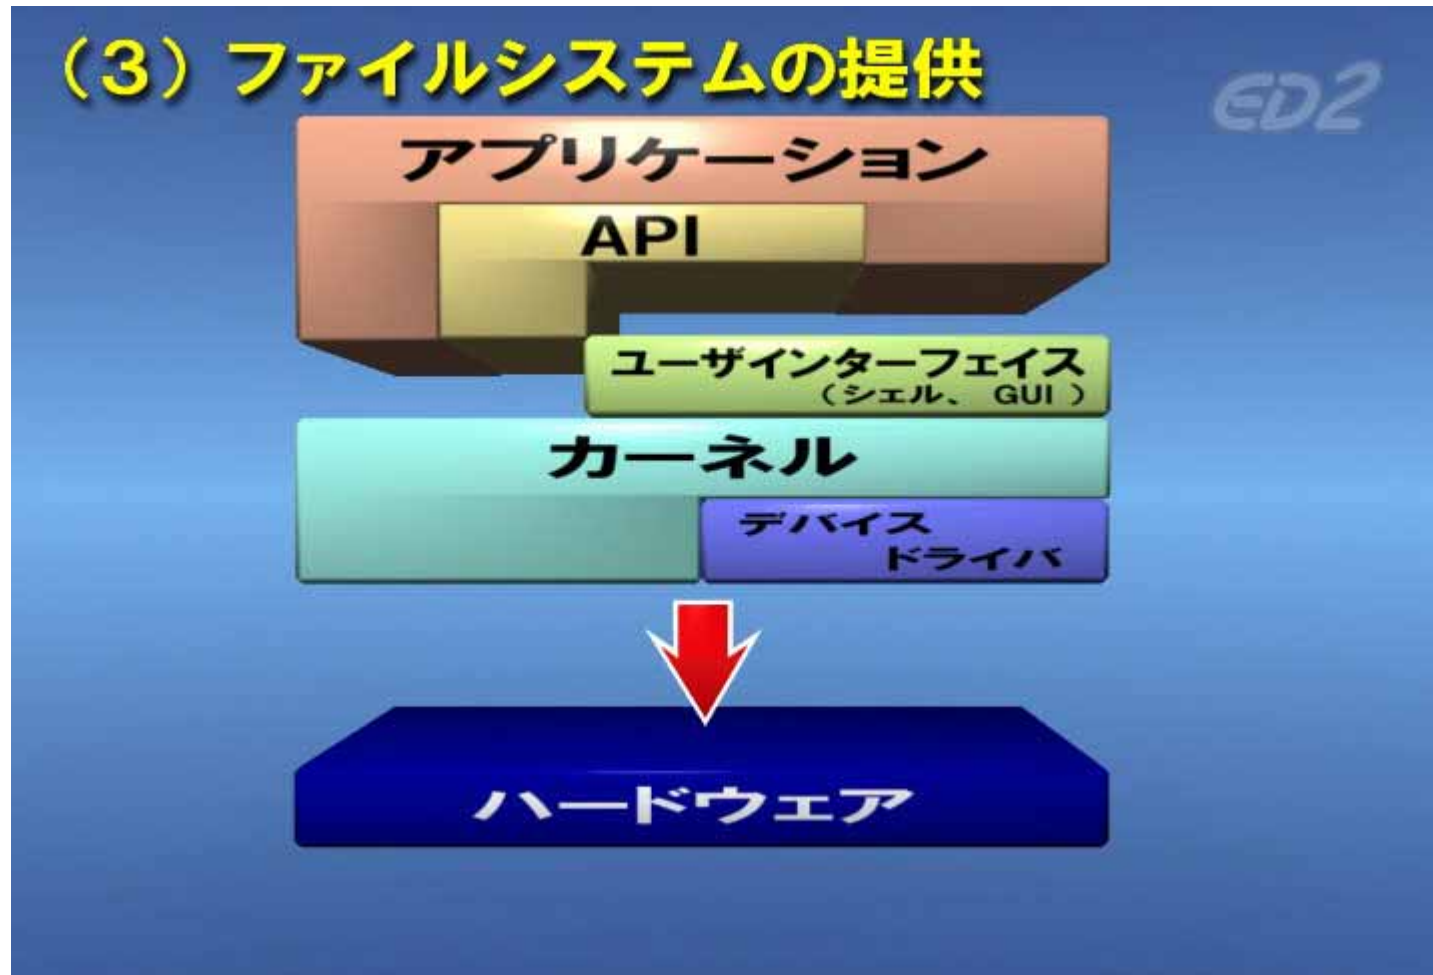 （３）ファイルシステムの提供
ED2
アプリケーション
API
ユーザインターフェイス
（シェル、 GUI ）
カーネル
デバイス
ドライバ
ハードウェア